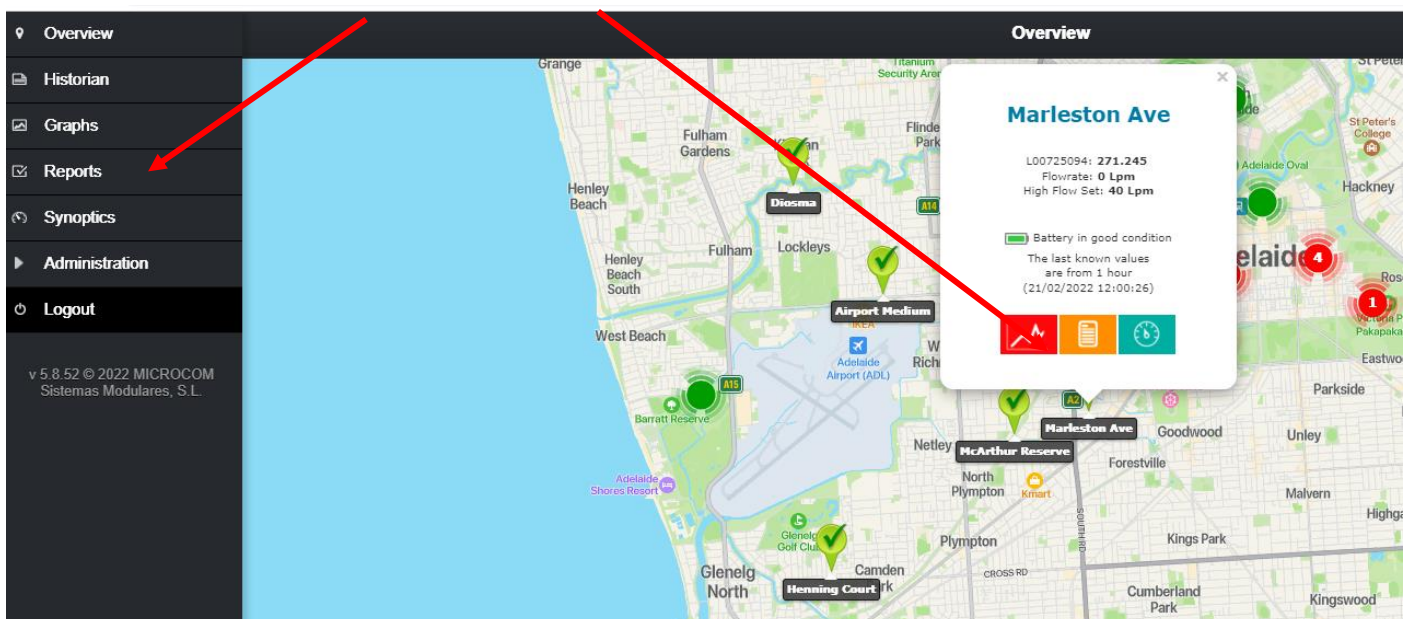 Overview
Historian
Graphs
Reports
Synoptics
Administration
Logout
v 5.8.52 © 2022 MICROCOM
Sistemas Modulares, S.L.
Overview
Grange
Titanium
Security
Fulham
Gardens
Henley
Beach
Diosma
A14
Fulham
Lockleys
Henley
Beach
South
Airport Medium
IKEA
West Beach
Adelaide
Airport (ADL)
A15
Barratt Reserve
Adelaide
Shores Resort
Netley
McArthur Reserve
North
Plympton
Kmart
Plympton
Glenelg
North
Camden
Henning Court
Marleston Ave
L00725094: 271.245
Flowrate: 0 Lpm
High Flow Set: 40 Lpm
Battery in good condition
The last known values
are from 1 hour
(21/02/2022 12:00:26)
St Peter's
College
Adelaide Oval
Hackney
4
1
Parkside
A2
Marleston Ave
Goodwood
Unley
Forestville
Malvern
SOUTH RD
Kings Park
CROSS RD
Cumberland
Park
Kingswood